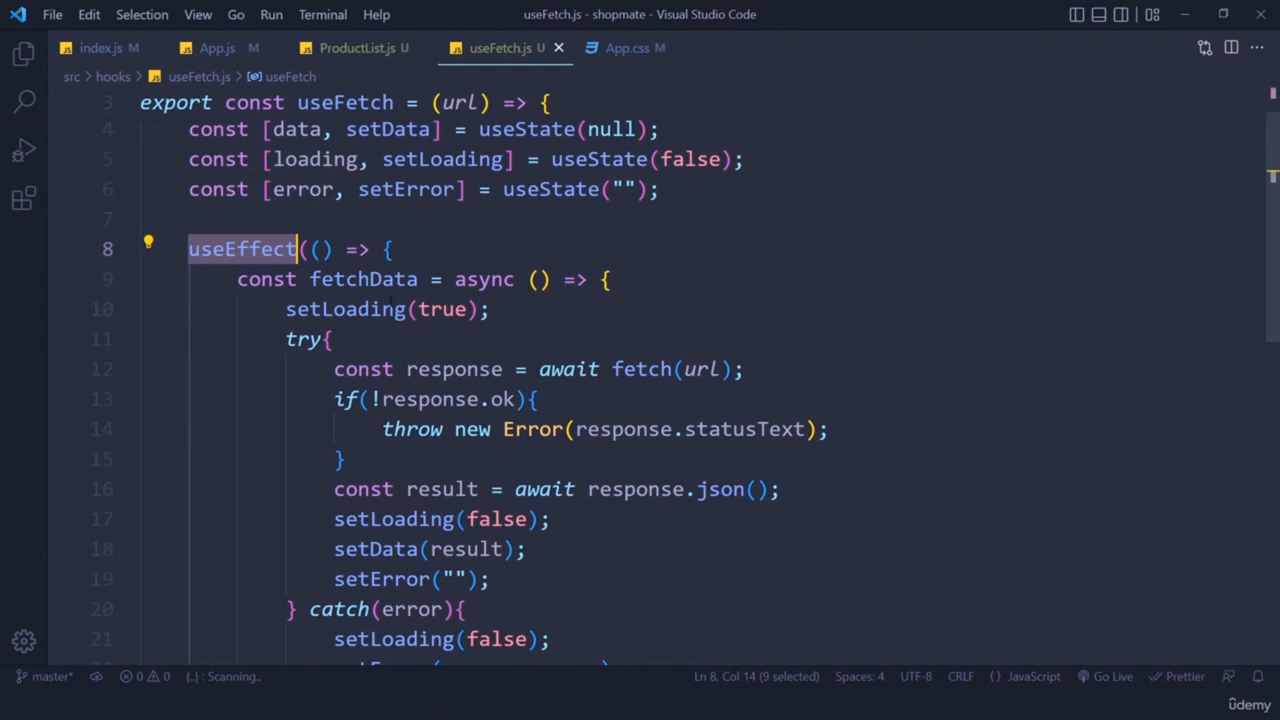 File Edit Selection View Go Run Terminal Help useFetch.js - shopmate - Visual Studio Code
JS index.js M JS App.js M JS ProductList.js U JS useFetch.js U App.css M
src > hooks > JS useFetch.js > useFetch
3 export const useFetch = (url) => {
4 const [data, setData] = useState(null);
5 const [loading, setLoading] = useState(false);
6 const [error, setError] = useState("");
7
8 useEffect(() => {
9 const fetchData = async () => {
10 setLoading(true);
11 try{
12 const response = await fetch(url);
13 if(!response.ok){
14 throw new Error(response.statusText);
15 }
16 const result = await response.json();
17 setLoading(false);
18 setData(result);
19 setError("");
20 } catch(error){
21 setLoading(false);
master* 0 0 {..} : Scanning.. Ln 8, Col 14 (9 selected) Spaces: 4 UTF-8 CRLF {} JavaScript Go Live Prettier
ûdemy